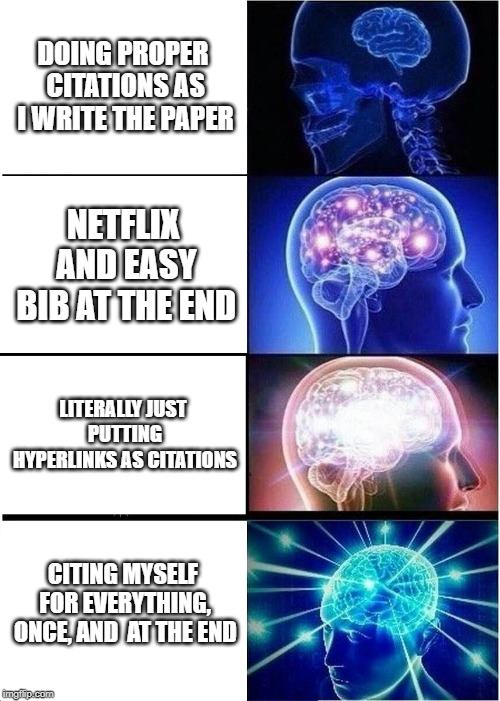 DOING PROPER
CITATIONS AS
I WRITE THE PAPER
NETFLIX
AND EASY
BIB AT THE END
LITERALLY JUST
PUTTING
HYPERLINKS AS CITATIONS
CITING MYSELF
FOR EVERYTHING,
ONCE, AND AT THE END
imgflip.com